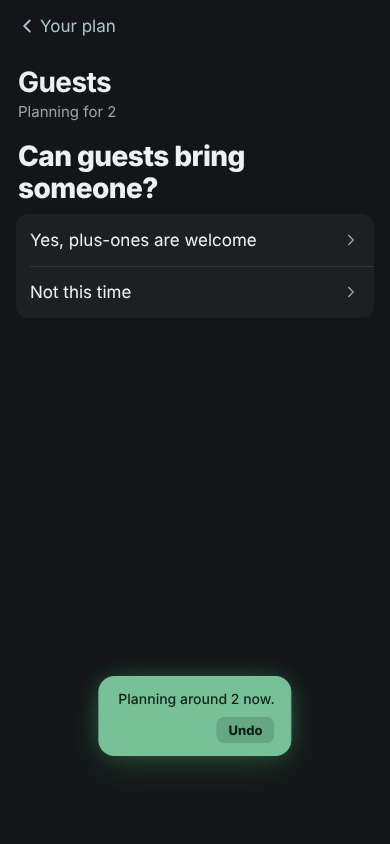 Your plan
Guests
Planning for 2
Can guests bring
someone?
Yes, plus-ones are welcome
Not this time
Planning around 2 now.
Undo